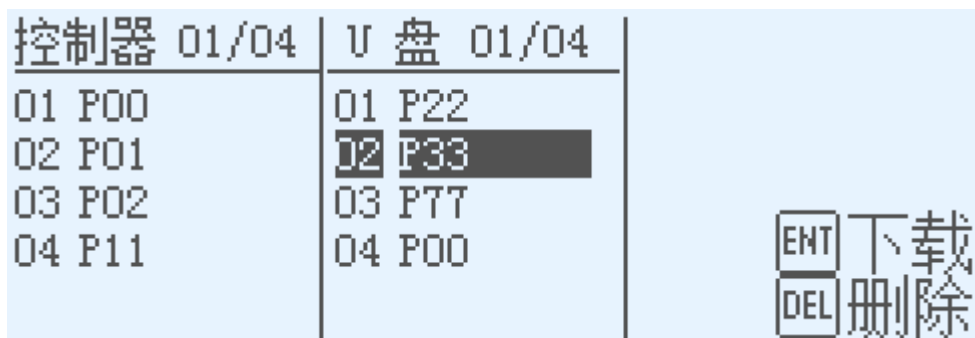 控制器 01/04
01 P00
02 P01
03 P02
04 P11
U 盘 01/04
01 P22
02 P33
03 P77
04 P00
ENT 下载
DEL 删除